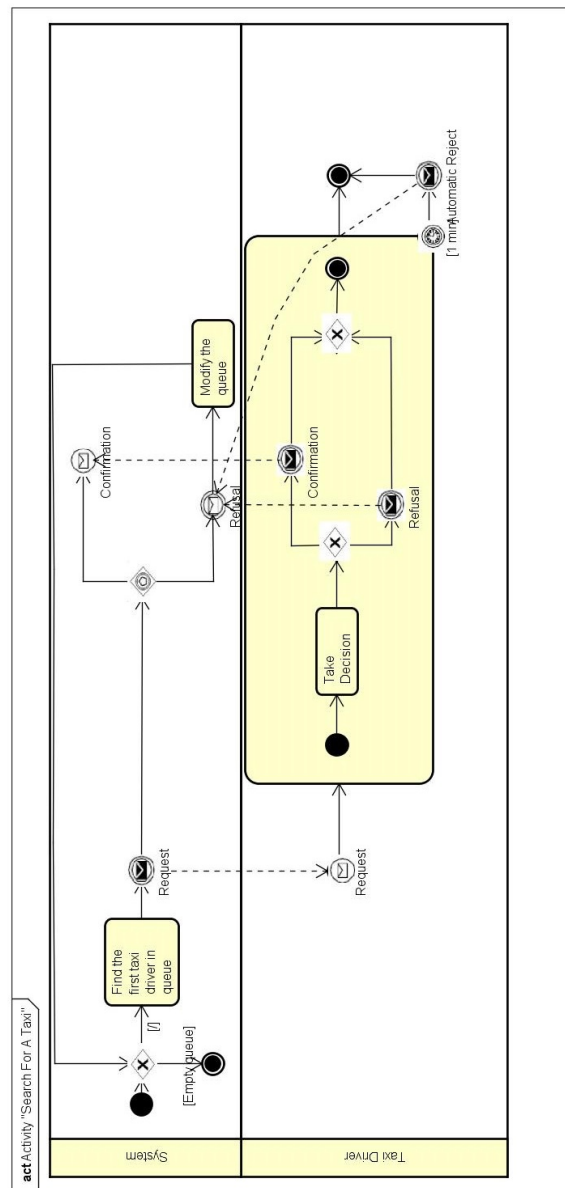 act Activity "Search For A Taxi"
System
[Empty queue]
[/]
Find the
first taxi
driver in
queue
Request
Confirmation
Refusal
Modify the
queue
Taxi Driver
Request
Take
Decision
Confirmation
Refusal
[1 min]
Automatic Reject